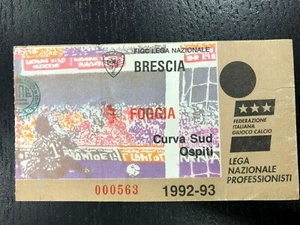 FIGC LEGA NAZIONALE
BRESCIA
FOGGIA
Curva Sud
Ospiti
000563
1992-93
FEDERAZIONE
ITALIANA
GIUOCO CALCIO
LEGA
NAZIONALE
PROFESSIONISTI